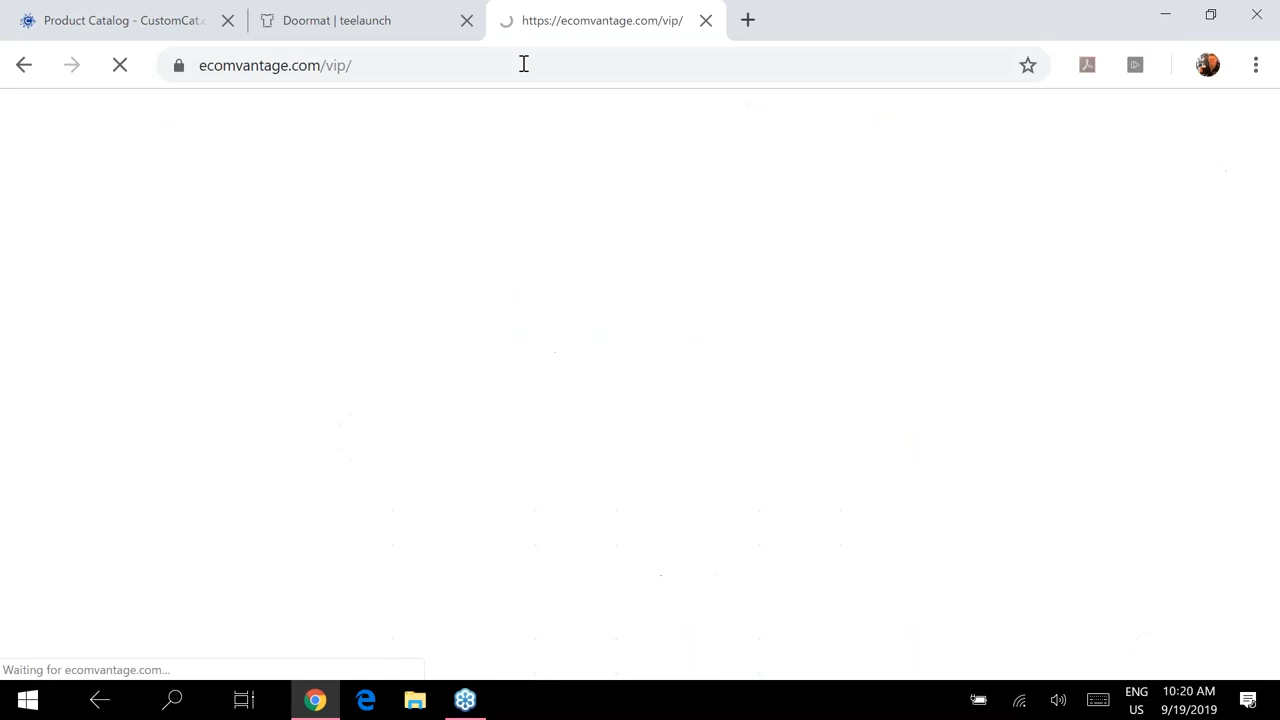 Product Catalog - CustomCat.c
Doormat | teelaunch
https://ecomvantage.com/vip/
ecomvantage.com/vip/
Waiting for ecomvantage.com...
ENG
US
10:20 AM
9/19/2019